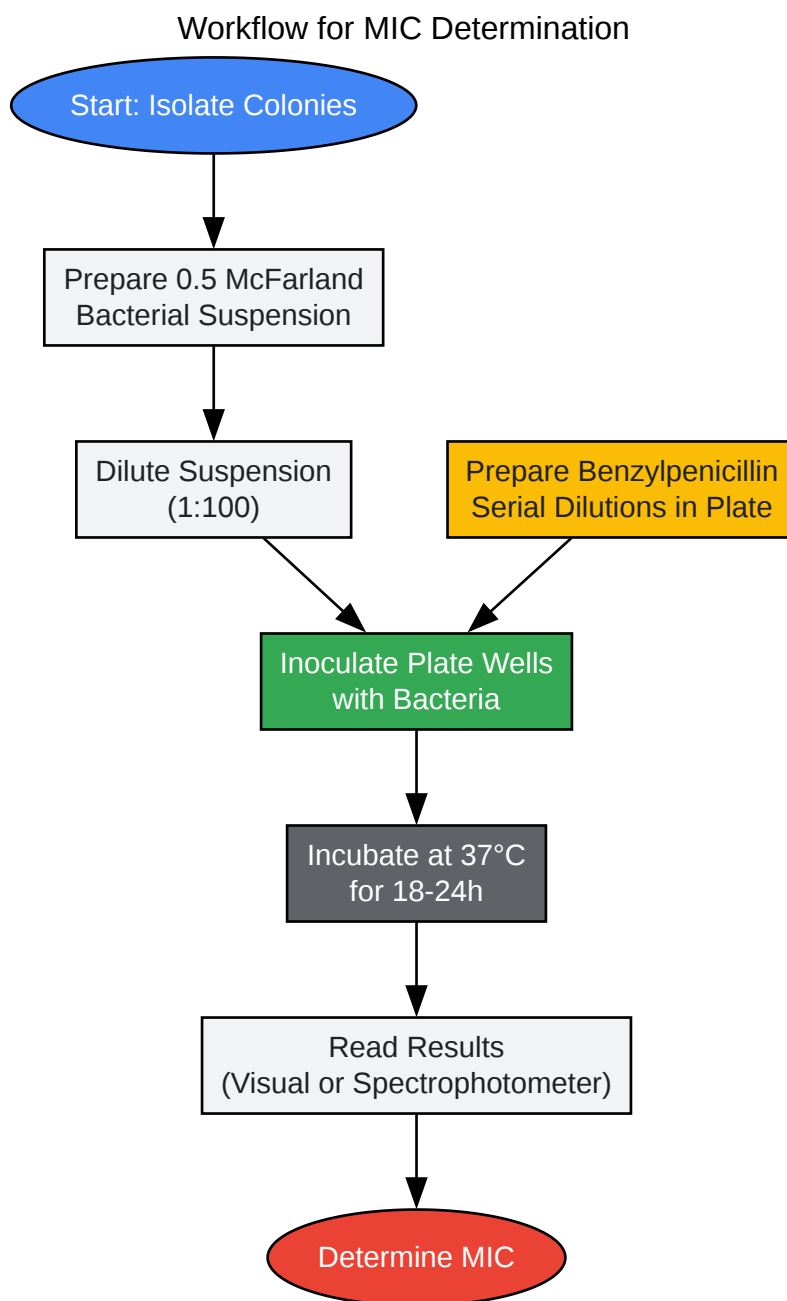 Workflow for MIC Determination
Start: Isolate Colonies
Prepare 0.5 McFarland
Bacterial Suspension
Dilute Suspension
(1:100)
Prepare Benzylpenicillin
Serial Dilutions in Plate
Inoculate Plate Wells
with Bacteria
Incubate at 37°C
for 18-24h
Read Results
(Visual or Spectrophotometer)
Determine MIC